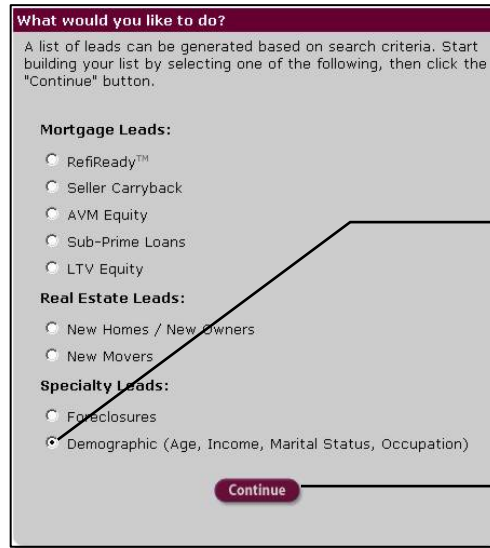 What would you like to do?
A list of leads can be generated based on search criteria. Start
building your list by selecting one of the following, then click the
"Continue" button.
Mortgage Leads:
RefiReady™
Seller Carryback
AVM Equity
Sub-Prime Loans
LTV Equity
Real Estate Leads:
New Homes / New Owners
New Movers
Specialty Leads:
Foreclosures
Demographic (Age, Income, Marital Status, Occupation)
Continue